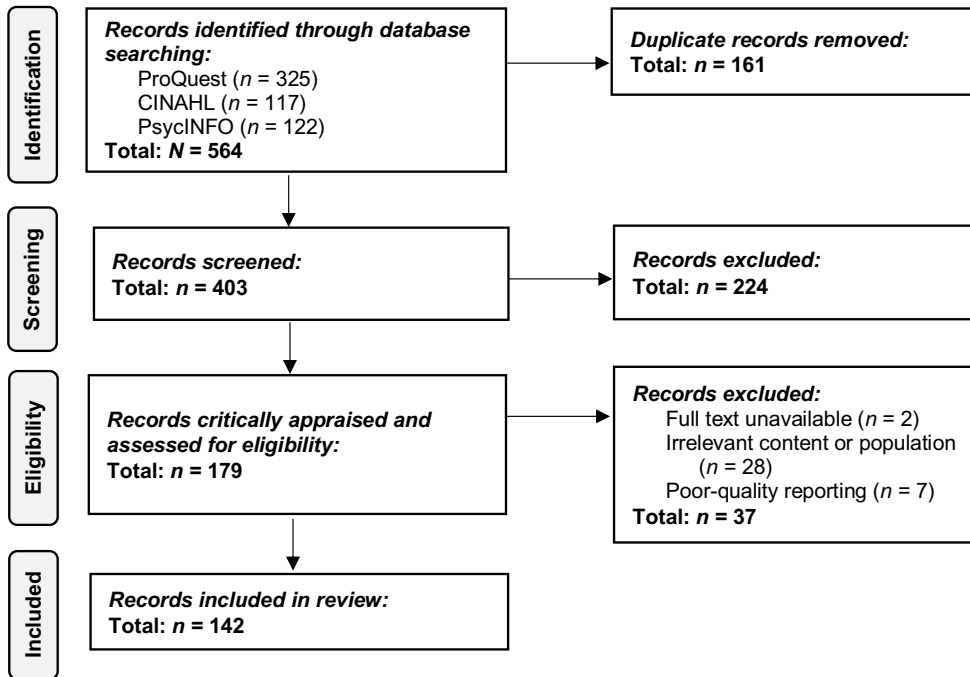 Identification
Records identified through database
searching:
ProQuest (n = 325)
CINAHL (n = 117)
PsycINFO (n = 122)
Total: N = 564
Duplicate records removed:
Total: n = 161
Screening
Records screened:
Total: n = 403
Records excluded:
Total: n = 224
Eligibility
Records critically appraised and
assessed for eligibility:
Total: n = 179
Records excluded:
Full text unavailable (n = 2)
Irrelevant content or population
(n = 28)
Poor-quality reporting (n = 7)
Total: n = 37
Included
Records included in review:
Total: n = 142